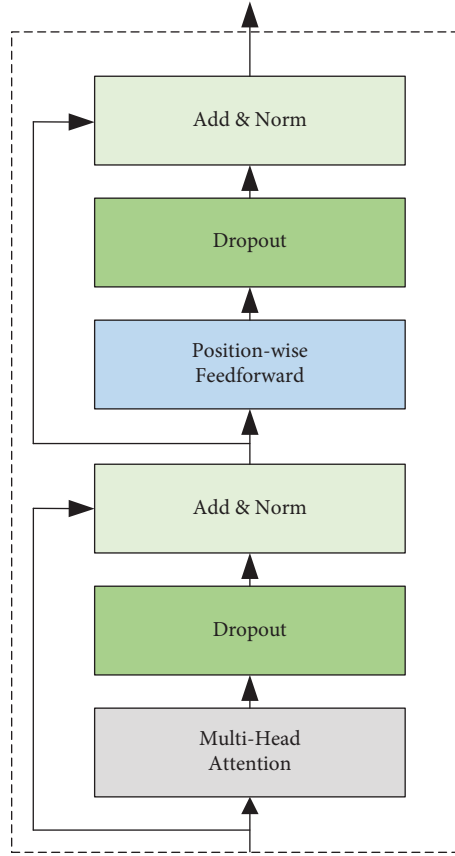 Add & Norm
Dropout
Position-wise
Feedforward
Add & Norm
Dropout
Multi-Head
Attention